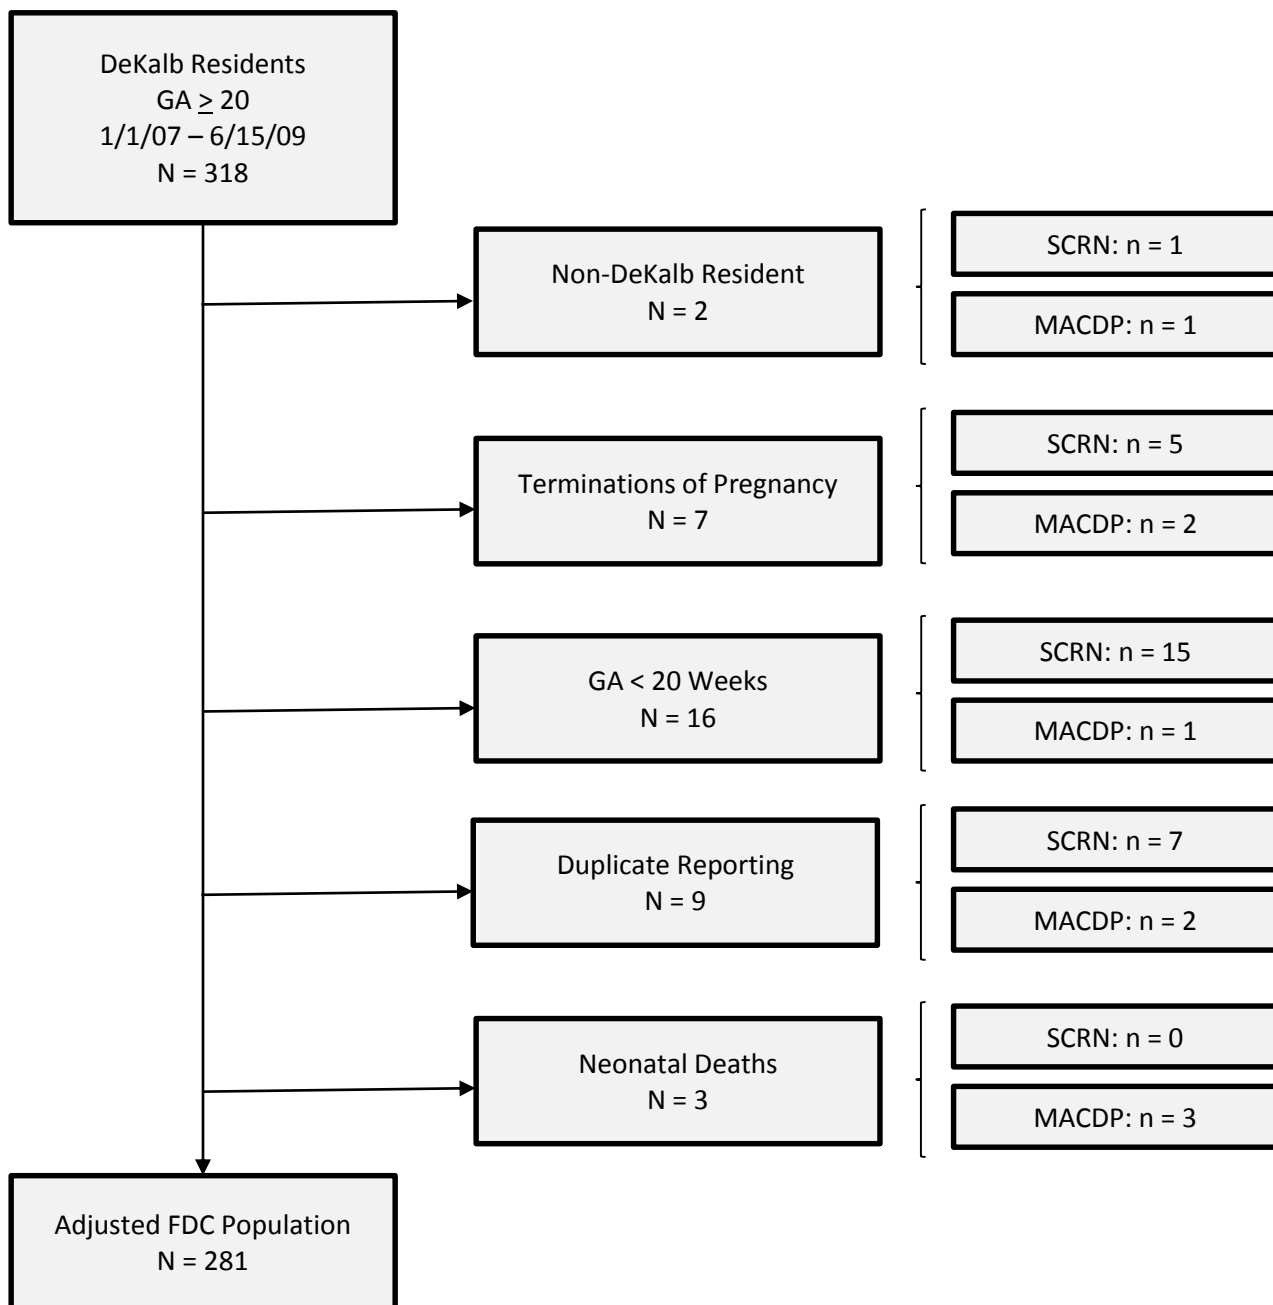 DeKalb Residents
GA ≥ 20
1/1/07 – 6/15/09
N = 318
Non-DeKalb Resident
N = 2
SCRN: n = 1
MACDP: n = 1
Terminations of Pregnancy
N = 7
SCRN: n = 5
MACDP: n = 2
GA < 20 Weeks
N = 16
SCRN: n = 15
MACDP: n = 1
Duplicate Reporting
N = 9
SCRN: n = 7
MACDP: n = 2
Neonatal Deaths
N = 3
SCRN: n = 0
MACDP: n = 3
Adjusted FDC Population
N = 281